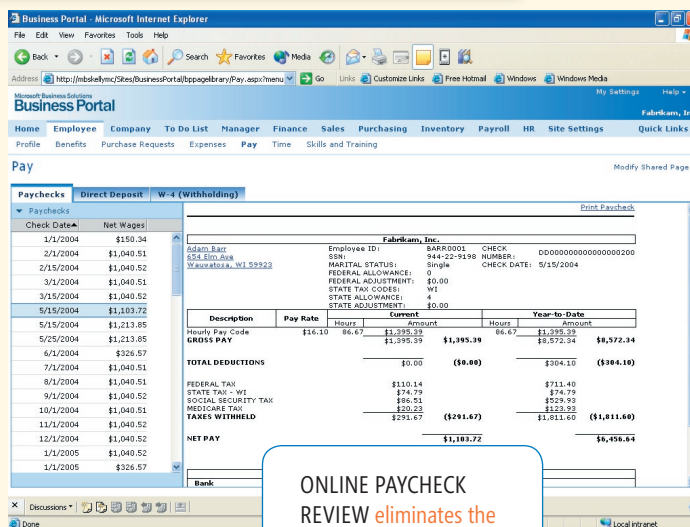 Business Portal - Microsoft Internet Explorer
File Edit View Favorites Tools Help
Back Search Favorites Media
Address http://mbskellymc/Sites/BusinessPortal/bppagelibrary/Pay.aspx?menu Go Links Customize Links Free Hotmail Windows Windows Media
Microsoft Business Solutions My Settings Help
Business Portal
Fabrikam, In
Home Employee Company To Do List Manager Finance Sales Purchasing Inventory Payroll HR Site Settings Quick Links
Profile Benefits Purchase Requests Expenses Pay Time Skills and Training
Pay Modify Shared Page
Paychecks Direct Deposit W-4 (Withholding)
Paychecks
Check Date Net Wages
1/1/2004 $150.34
2/1/2004 $1,040.51
2/15/2004 $1,040.52
3/1/2004 $1,040.51
3/15/2004 $1,040.52
5/15/2004 $1,103.72
5/15/2004 $1,213.85
5/25/2004 $1,213.85
6/1/2004 $326.57
7/1/2004 $1,040.51
8/1/2004 $1,040.51
9/1/2004 $1,040.52
10/1/2004 $1,040.51
11/1/2004 $1,040.52
12/1/2004 $1,040.52
1/1/2005 $1,040.52
1/1/2005 $326.57
Print Paycheck
Fabrikam, Inc.
Adam Barr Employee ID: BARR0001 CHECK NUMBER: DD0000000000000200
654 Elm Ave SSN: 944-22-9198
Wauwatosa, WI 59923 MARITAL STATUS: Single CHECK DATE: 5/15/2004
FEDERAL ALLOWANCE: 0
FEDERAL ADJUSTMENT: $0.00
STATE TAX CODES: WI
STATE ALLOWANCE: 4
STATE ADJUSTMENT: $0.00
Description Pay Rate Current Year-to-Date
Hours Amount Hours Amount
Hourly Pay Code $16.10 86.67 $1,395.39 86.67 $1,395.39
GROSS PAY $1,395.39 $1,395.39 $8,572.34 $8,572.34
TOTAL DEDUCTIONS $0.00 ($0.00) $304.10 ($304.10)
FEDERAL TAX $110.14 $711.40
STATE TAX - WI $74.79 $74.79
SOCIAL SECURITY TAX $86.51 $529.93
MEDICARE TAX $20.23 $123.93
TAXES WITHHELD $291.67 ($291.67) $1,811.60 ($1,811.60)
NET PAY $1,103.72 $6,456.64
Bank
ONLINE PAYCHECK
REVIEW eliminates the
Discussions
Done Local intranet